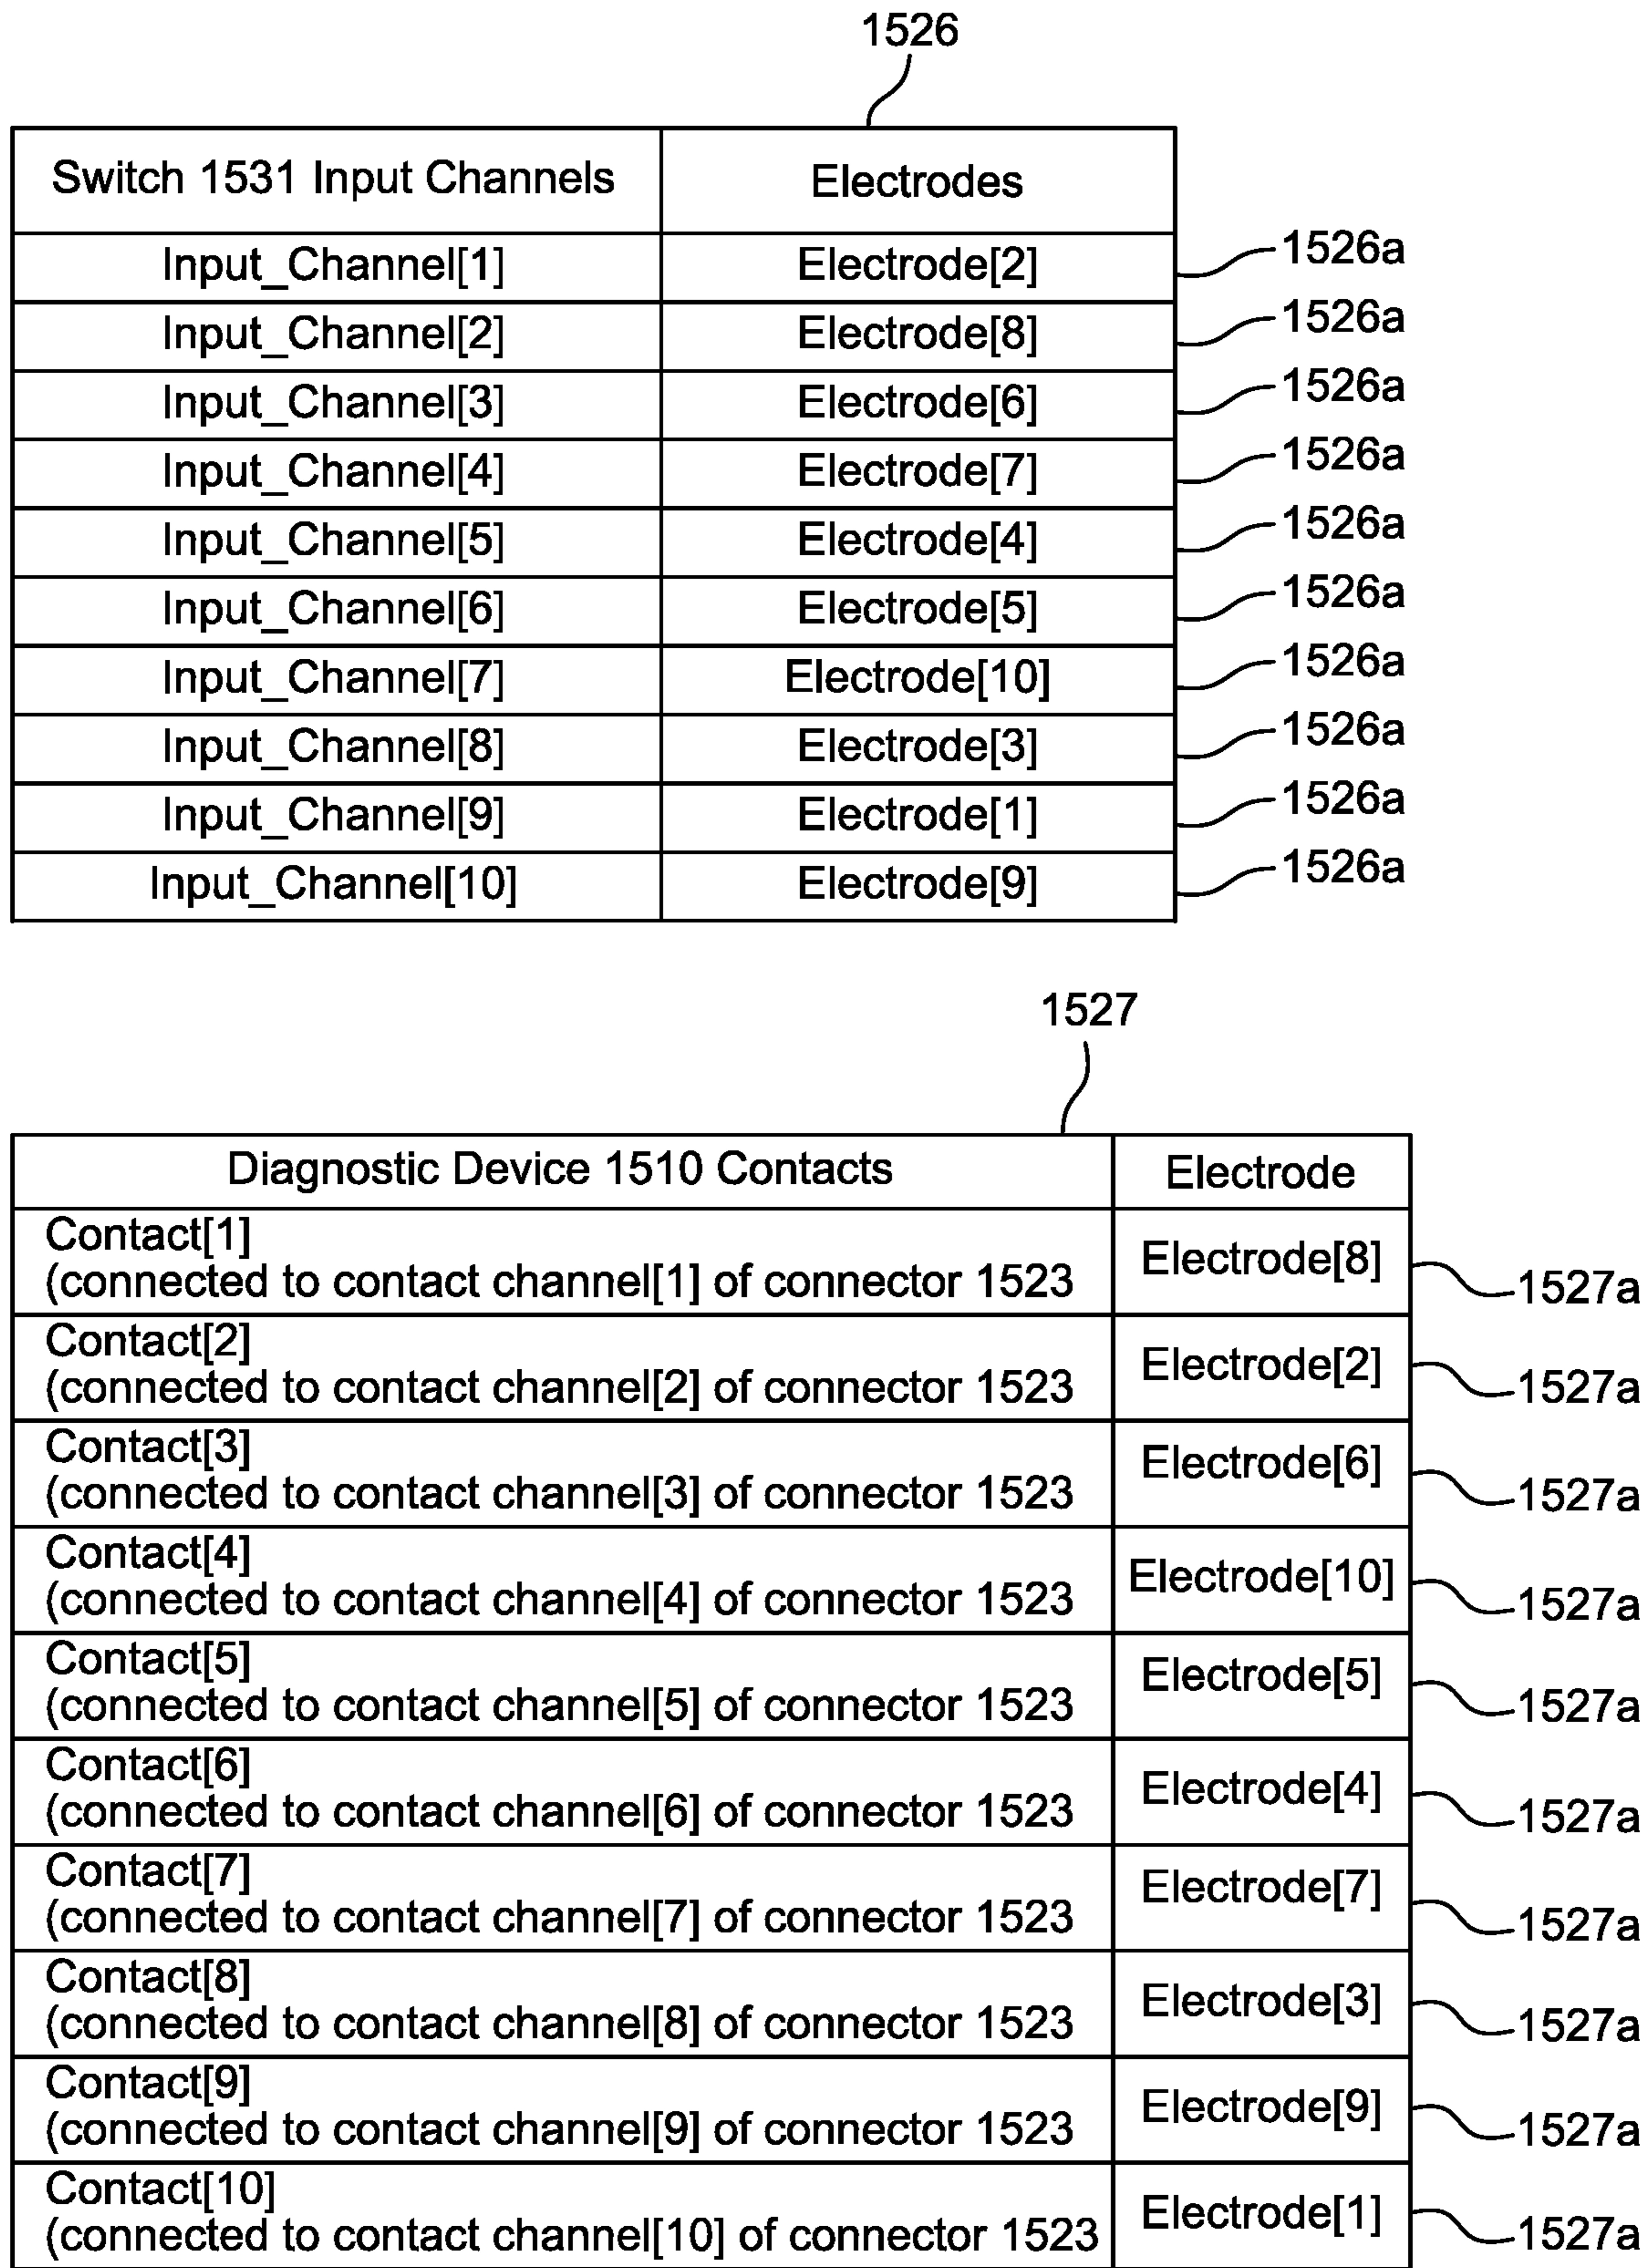 1526
Switch 1531 Input Channels Electrodes
Input_Channel[1] Electrode[2] 1526a
Input_Channel[2] Electrode[8] 1526a
Input_Channel[3] Electrode[6] 1526a
Input_Channel[4] Electrode[7] 1526a
Input_Channel[5] Electrode[4] 1526a
Input_Channel[6] Electrode[5] 1526a
Input_Channel[7] Electrode[10] 1526a
Input_Channel[8] Electrode[3] 1526a
Input_Channel[9] Electrode[1] 1526a
Input_Channel[10] Electrode[9] 1526a
1527
Diagnostic Device 1510 Contacts Electrode
Contact[1]
(connected to contact channel[1] of connector 1523 Electrode[8] 1527a
Contact[2]
(connected to contact channel[2] of connector 1523 Electrode[2] 1527a
Contact[3]
(connected to contact channel[3] of connector 1523 Electrode[6] 1527a
Contact[4]
(connected to contact channel[4] of connector 1523 Electrode[10] 1527a
Contact[5]
(connected to contact channel[5] of connector 1523 Electrode[5] 1527a
Contact[6]
(connected to contact channel[6] of connector 1523 Electrode[4] 1527a
Contact[7]
(connected to contact channel[7] of connector 1523 Electrode[7] 1527a
Contact[8]
(connected to contact channel[8] of connector 1523 Electrode[3] 1527a
Contact[9]
(connected to contact channel[9] of connector 1523 Electrode[9] 1527a
Contact[10]
(connected to contact channel[10] of connector 1523 Electrode[1] 1527a